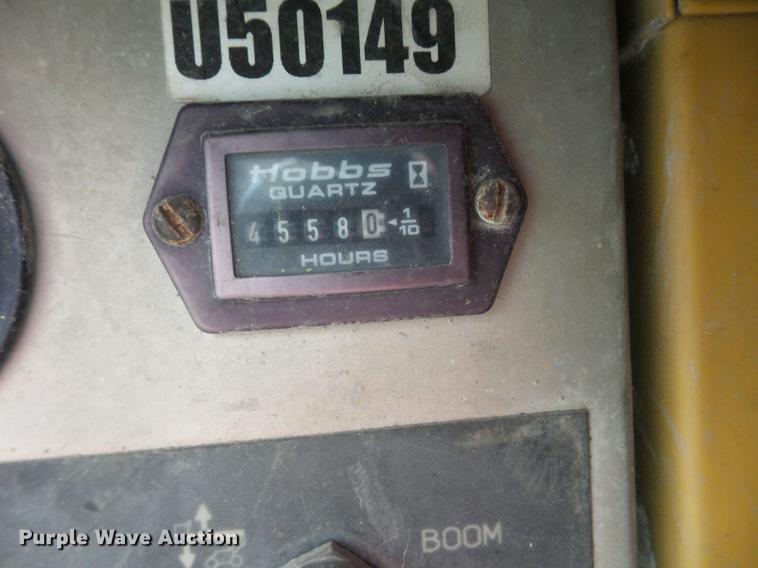 U50149
Hobbs
QUARTZ
45580 1/10
HOURS
BOOM
Purple Wave Auction